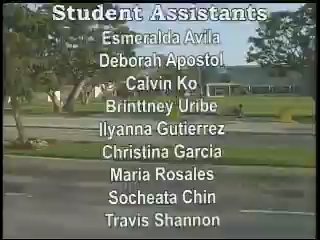 Student Assistants
Esmeralda Avila
Deborah Apostol
Calvin Ko
Brinttney Uribe
Ilyanna Gutierrez
Christina Garcia
Maria Rosales
Socheata Chin
Travis Shannon